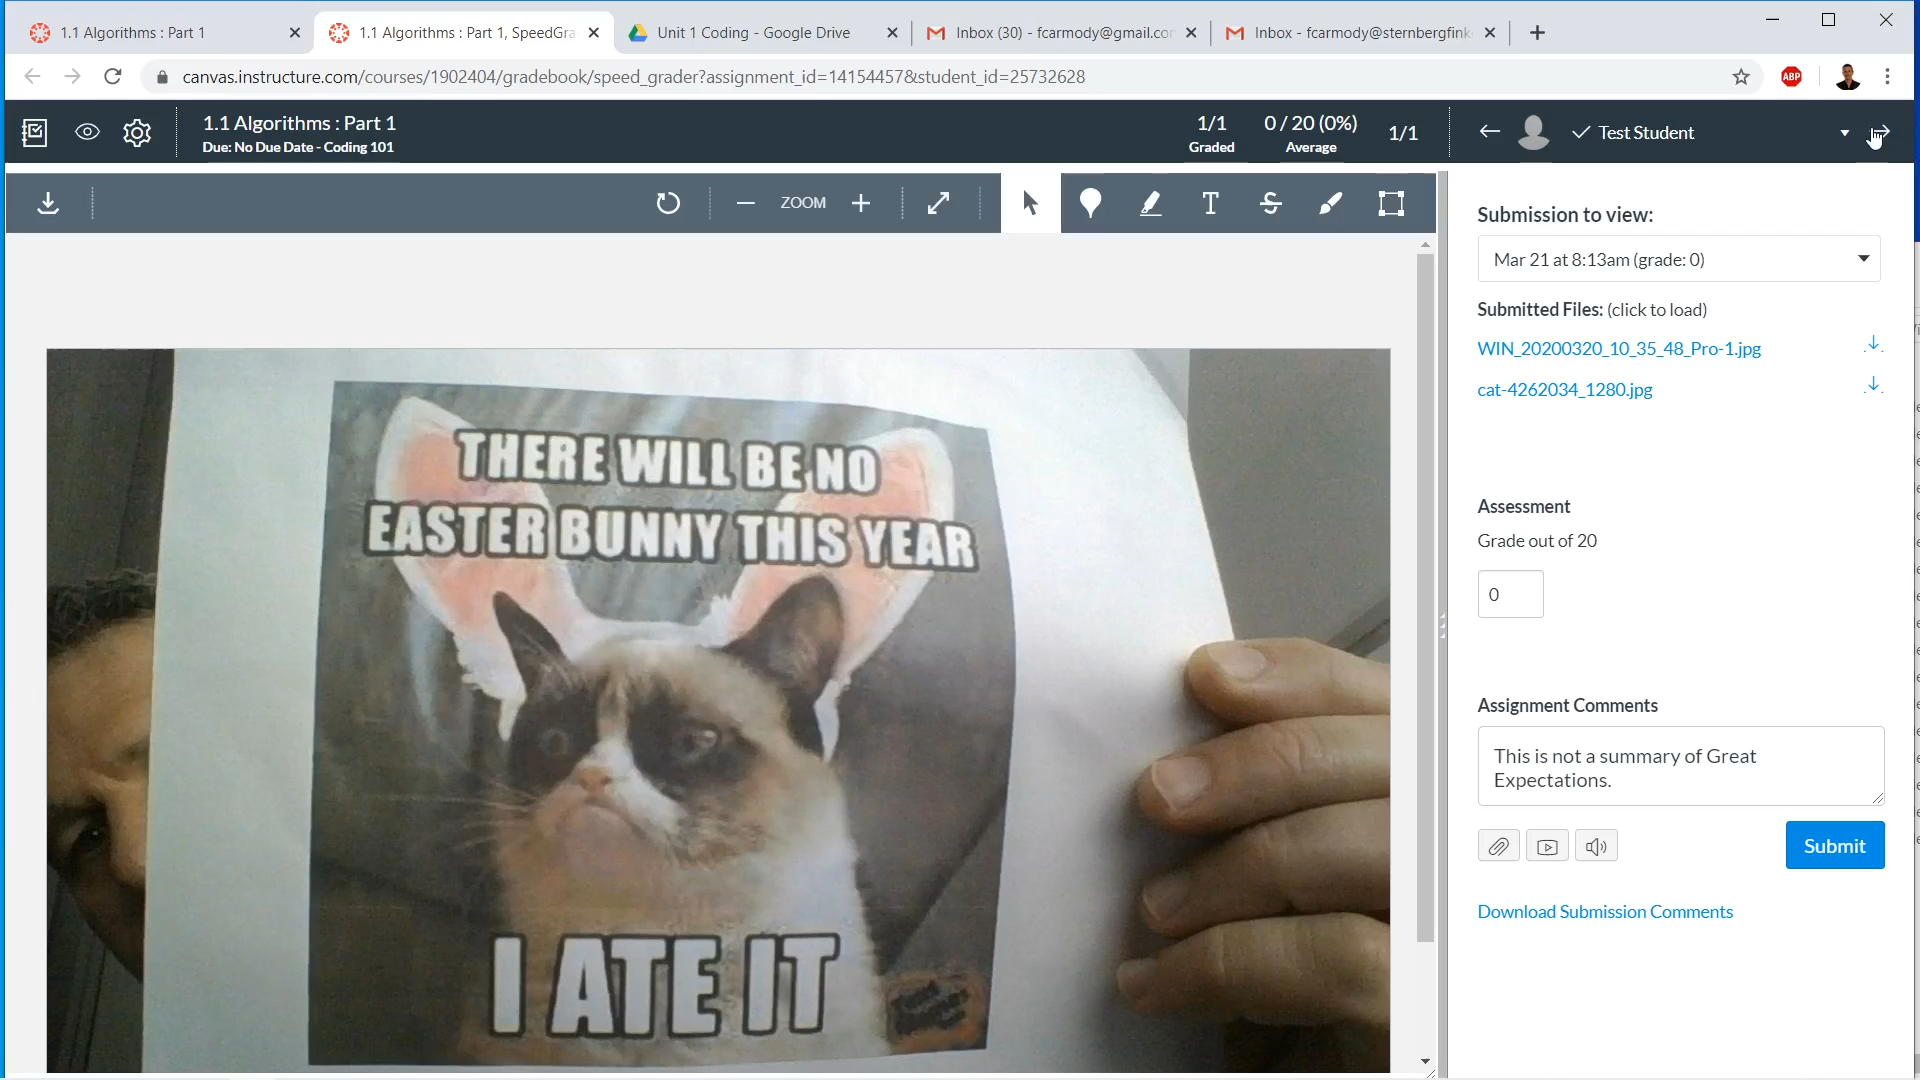 1.1 Algorithms : Part 1
1.1 Algorithms : Part 1, SpeedGra
Unit 1 Coding - Google Drive
Inbox (30) - fcarmody@gmail.co
Inbox - fcarmody@sternbergfink
canvas.instructure.com/courses/1902404/gradebook/speed_grader?assignment_id=14154457&student_id=25732628
ABP
1.1 Algorithms : Part 1
Due: No Due Date - Coding 101
1/1
Graded
0 / 20 (0%)
Average
1/1
Test Student
ZOOM
T
S
THERE WILL BE NO
EASTER BUNNY THIS YEAR
I ATE IT
Submission to view:
Mar 21 at 8:13am (grade: 0)
Submitted Files: (click to load)
WIN_20200320_10_35_48_Pro-1.jpg
cat-4262034_1280.jpg
Assessment
Grade out of 20
0
Assignment Comments
This is not a summary of Great
Expectations.
Submit
Download Submission Comments